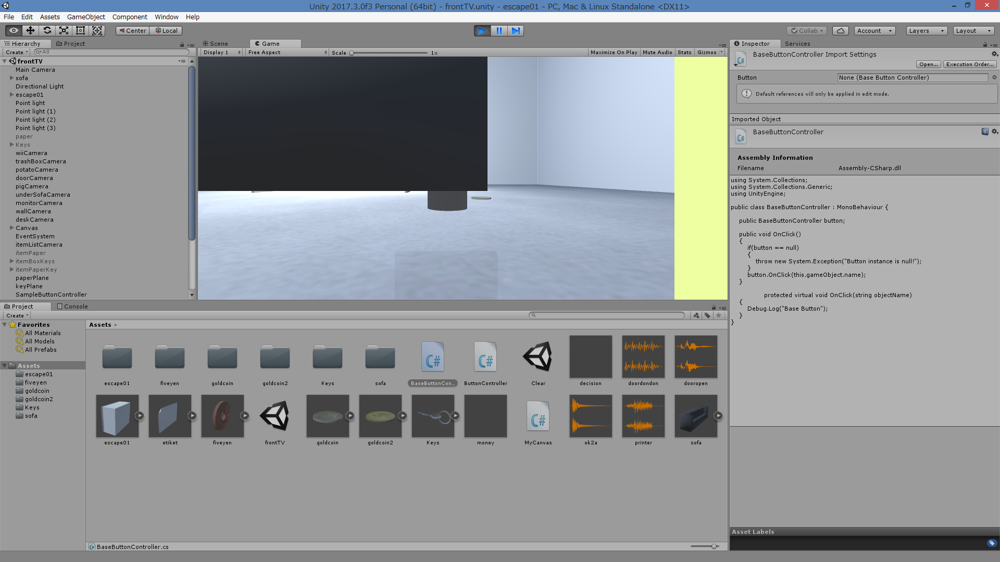 Unity 2017.3.0f3 Personal (64bit) - frontTV.unity - escape01 - PC, Mac & Linux Standalone <DX11>
File Edit Assets GameObject Component Window Help
Center Local Collab Account Layers Layout
Hierarchy Project
Create All
frontTV
Main Camera
sofa
Directional Light
escape01
Point light
Point light (1)
Point light (2)
Point light (3)
paper
Keys
wiiCamera
trashBoxCamera
potatoCamera
doorCamera
pigCamera
underSofaCamera
monitorCamera
wallCamera
deskCamera
Canvas
EventSystem
itemListCamera
itemPaper
itemBoxKeys
itemPaperKey
paperPlane
keyPlane
SampleButtonController
Scene Game
Display 1 Free Aspect Scale 1x Maximize On Play Mute Audio Stats Gizmos
Inspector Services
BaseButtonController Import Settings
C#
Open... Execution Order...
Button None (Base Button Controller)
Default references will only be applied in edit mode.
Imported Object
BaseButtonController
C#
Assembly Information
Filename Assembly-CSharp.dll
using System.Collections;
using System.Collections.Generic;
using UnityEngine;
public class BaseButtonController : MonoBehaviour {
public BaseButtonController button;
public void OnClick()
{
if(button == null)
{
throw new System.Exception("Button instance is null!");
}
button.OnClick(this.gameObject.name);
}
protected virtual void OnClick(string objectName)
{
Debug.Log("Base Button");
}
}
Asset Labels
Project Console
Create
Favorites
All Materials
All Models
All Prefabs
Assets
escape01
fiveyen
goldcoin
goldcoin2
Keys
sofa
Assets
C# C#
escape01 fiveyen goldcoin goldcoin2 Keys sofa BaseButtonCon... ButtonController Clear decision doordondon dooropen
C#
escape01 etiket fiveyen frontTV goldcoin goldcoin2 Keys money MyCanvas ok2a printer sofa
BaseButtonController.cs